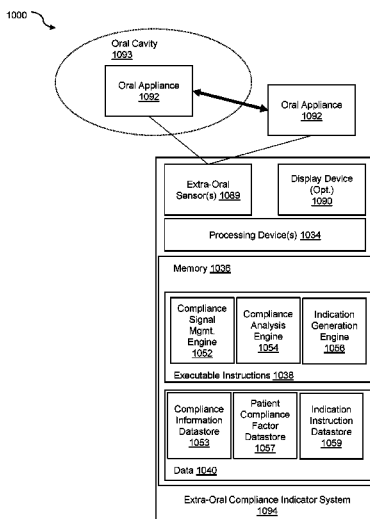 1000
Oral Cavity
1093
Oral Appliance
1092
Oral Appliance
1092
Extra-Oral
Sensor(s) 1089
Display Device
(Opt.)
1090
Processing Device(s) 1034
Memory 1036
Compliance
Signal
Mgmt.
Engine
1052
Compliance
Analysis
Engine
1054
Indication
Generation
Engine
1056
Executable Instructions 1038
Compliance
Information
Datastore
1053
Patient
Compliance
Factor
Datastore
1057
Indication
Instruction
Datastore
1059
Data 1040
Extra-Oral Compliance Indicator System
1094